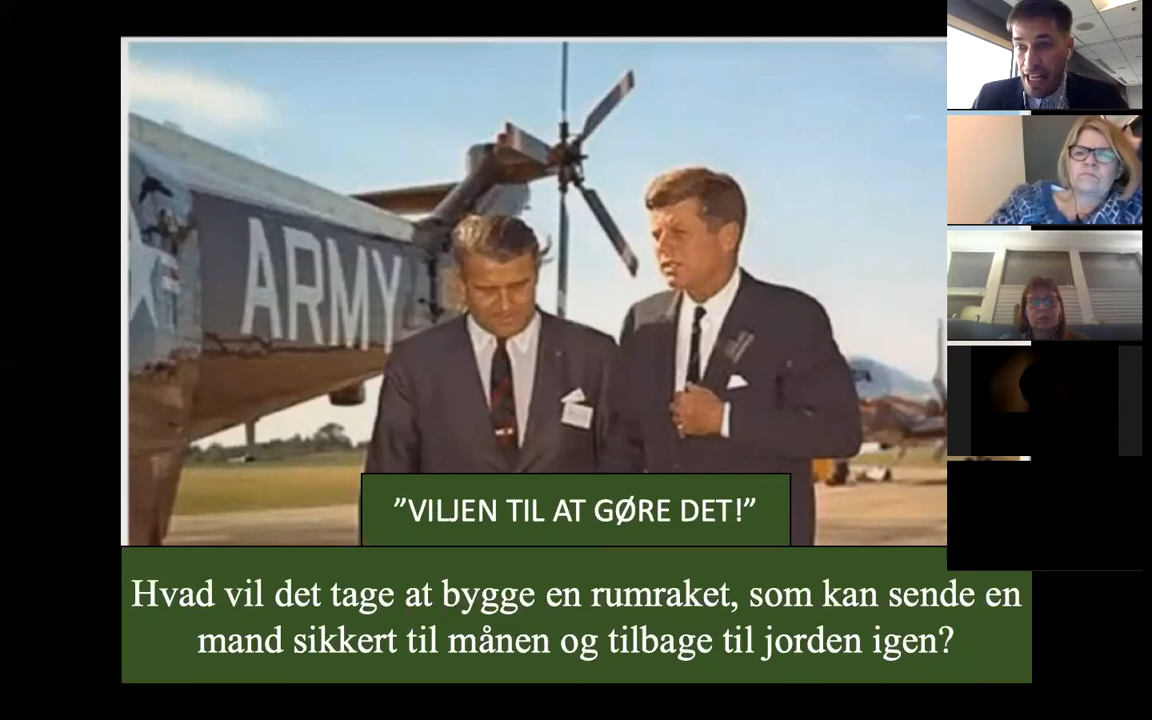 ARMY
”VILJEN TIL AT GØRE DET!”
Hvad vil det tage at bygge en rumraket, som kan sende en
mand sikkert til månen og tilbage til jorden igen?